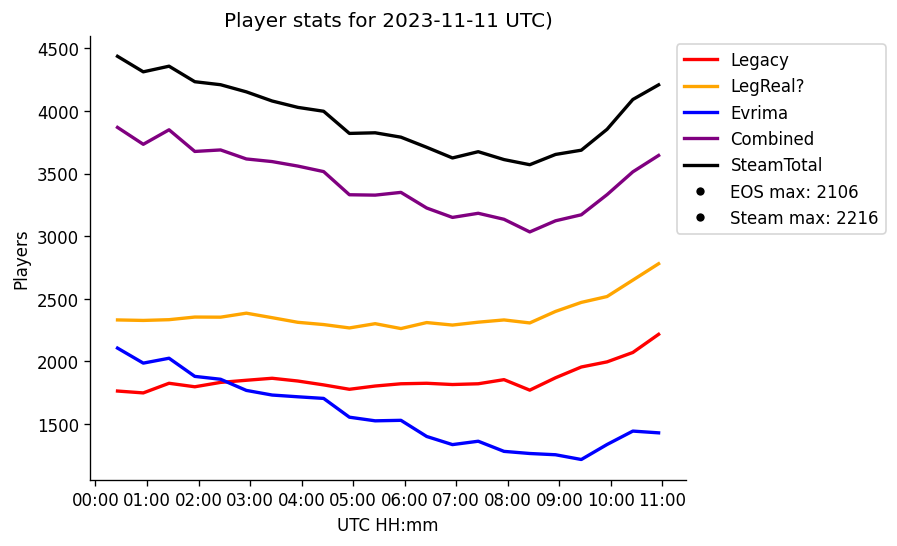 Player stats for 2023-11-11 UTC)
4500
4000
3500
3000
2500
2000
1500
Players
00:00 01:00 02:00 03:00 04:00 05:00 06:00 07:00 08:00 09:00 10:00 11:00
UTC HH:mm
Legacy
LegReal?
Evrima
Combined
SteamTotal
EOS max: 2106
Steam max: 2216